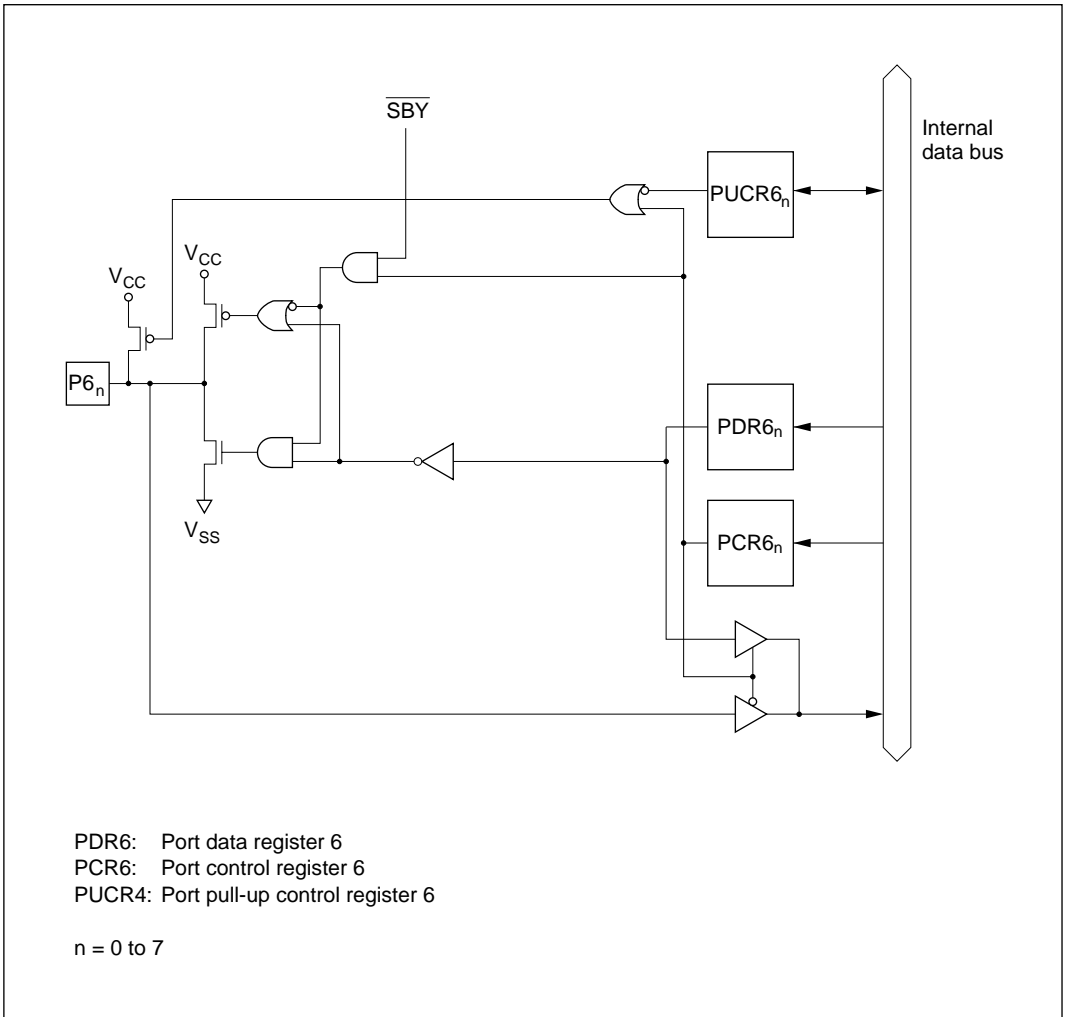 S̅B̅Y̅
Internal
data bus
PUCR6n
VCC
VCC
P6n
PDR6n
VSS
PCR6n
PDR6: Port data register 6
PCR6: Port control register 6
PUCR4: Port pull-up control register 6
n = 0 to 7